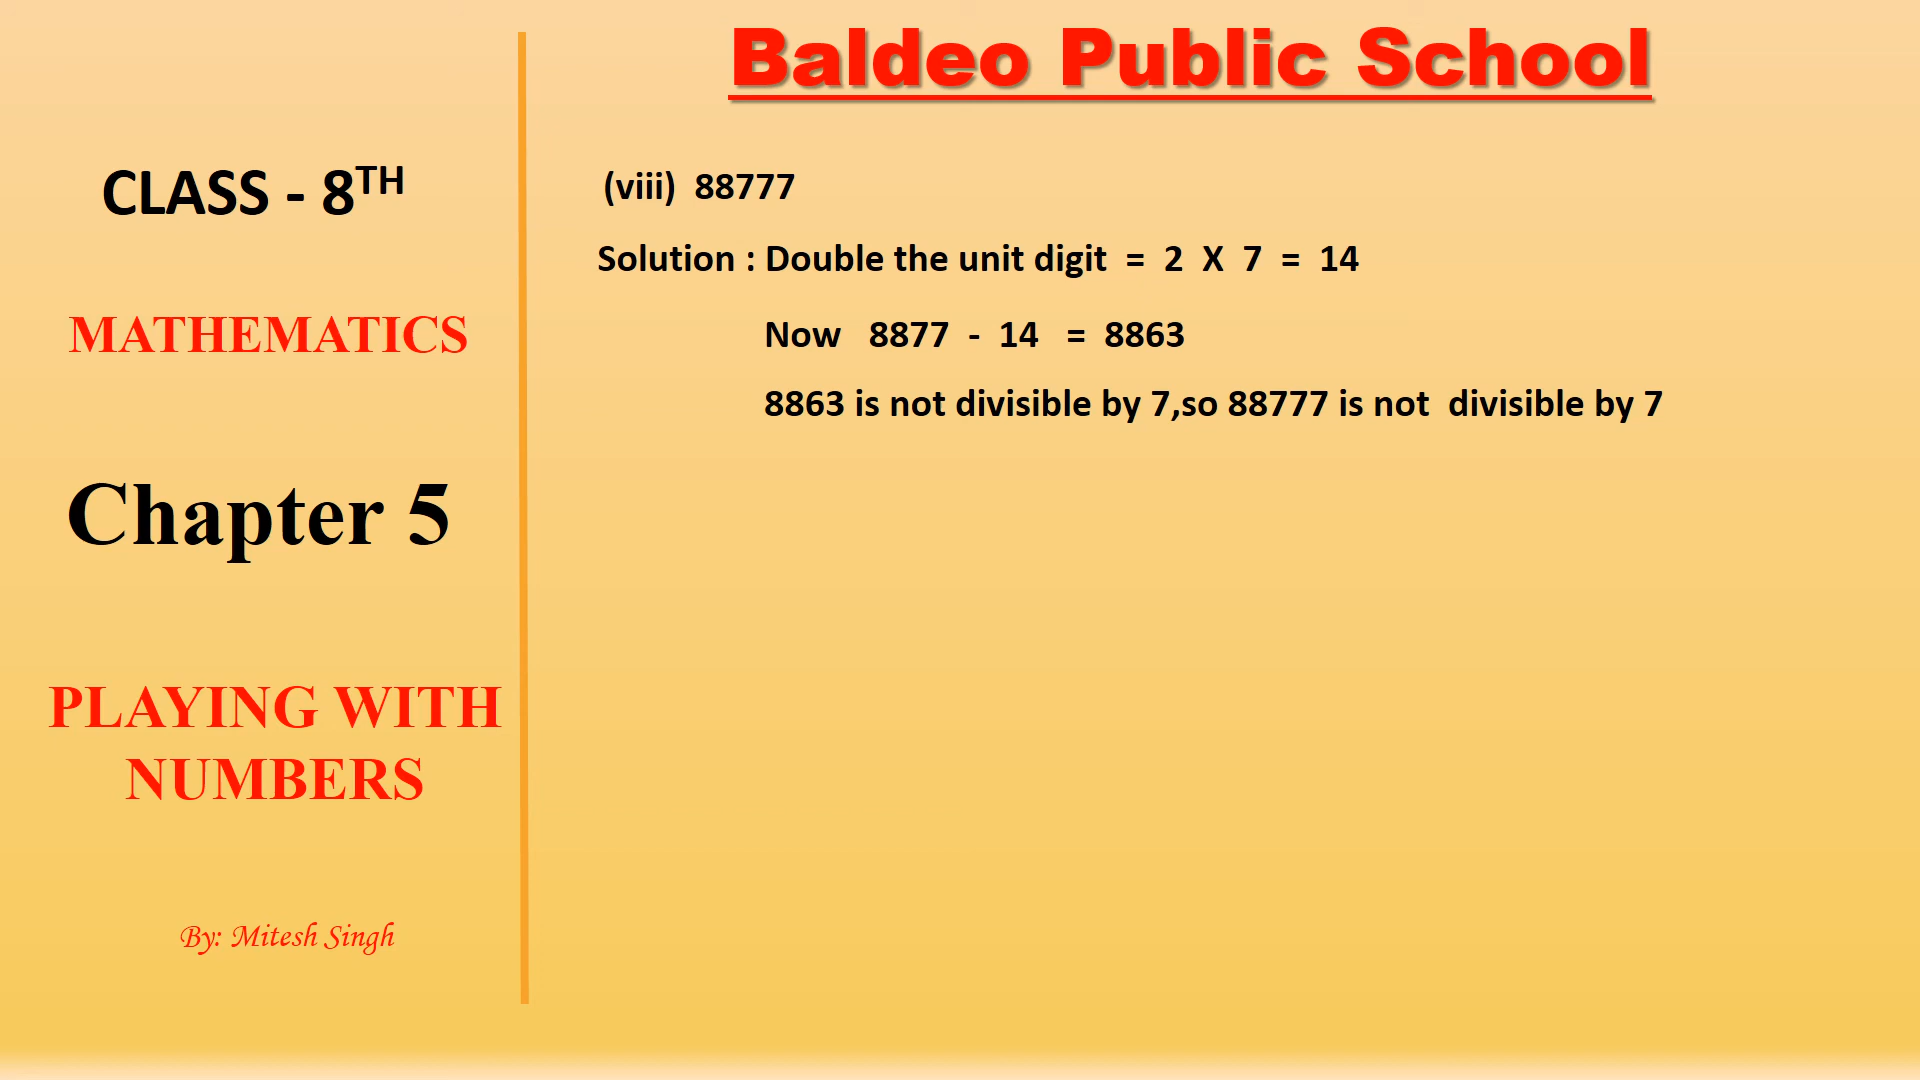 Baldeo Public School
CLASS - 8TH
MATHEMATICS
Chapter 5
PLAYING WITH
NUMBERS
By: Mitesh Singh
(viii) 88777
Solution : Double the unit digit = 2 X 7 = 14
Now 8877 - 14 = 8863
8863 is not divisible by 7,so 88777 is not divisible by 7